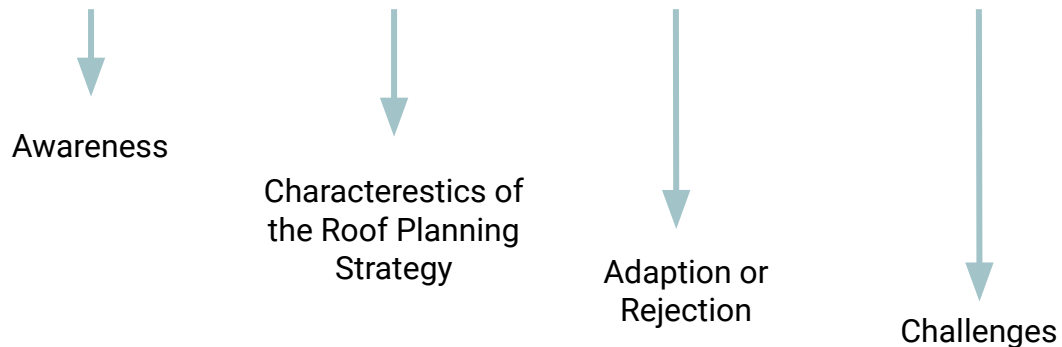 Awareness
Characterestics of
the Roof Planning
Strategy
Adaption or
Rejection
Challenges